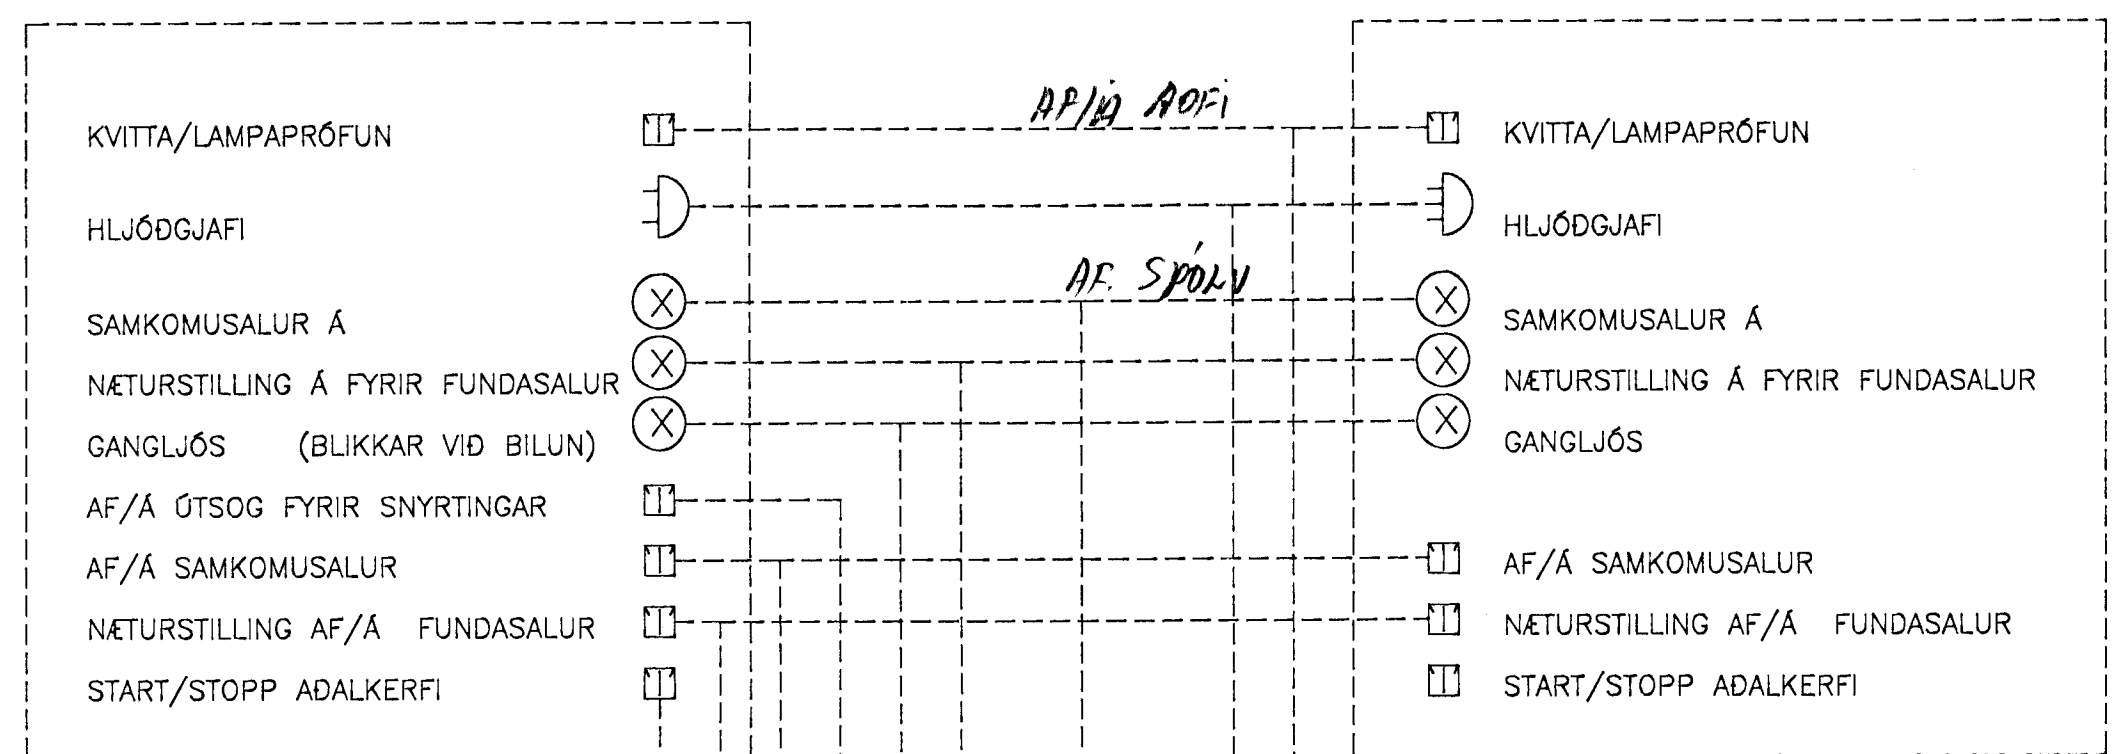 AF/Á
KVITTA/LAMPAPRÓFUN
KVITTA/LAMPAPRÓFUN
HLJÓÐGJAFI
HLJÓÐGJAFI
AF. SPÓLU
SAMKOMUSALUR Á
SAMKOMUSALUR Á
NÆTURSTILLING Á FYRIR FUNDASALUR
NÆTURSTILLING Á FYRIR FUNDASALUR
GANGLJÓS (BLIKKAR VIÐ BILUN)
GANGLJÓS
AF/Á ÚTSOG FYRIR SNYRTINGAR
AF/Á SAMKOMUSALUR
AF/Á SAMKOMUSALUR
NÆTURSTILLING AF/Á FUNDASALUR
NÆTURSTILLING AF/Á FUNDASALUR
START/STOPP AÐALKERFI
START/STOPP AÐALKERFI